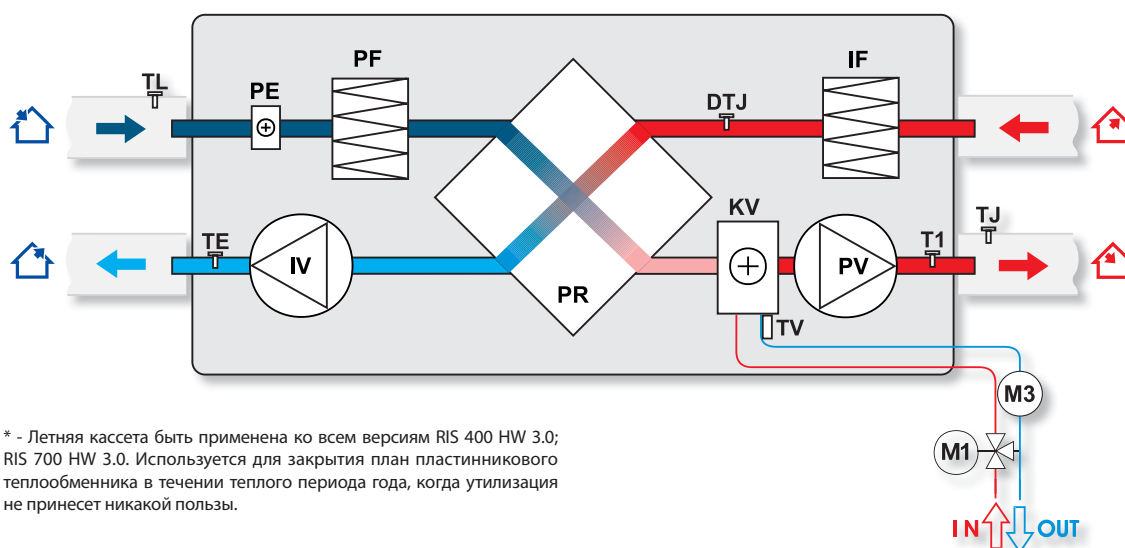 TL
PE
PF
DTJ
IF
TE
IV
PR
KV
PV
T1
TJ
TV
M3
M1
IN
OUT
* - Летняя кассета быть применена ко всем версиям RIS 400 HW 3.0;
RIS 700 HW 3.0. Используется для закрытия план пластинникового
теплообменника в течении теплого периода года, когда утилизация
не принесет никакой пользы.